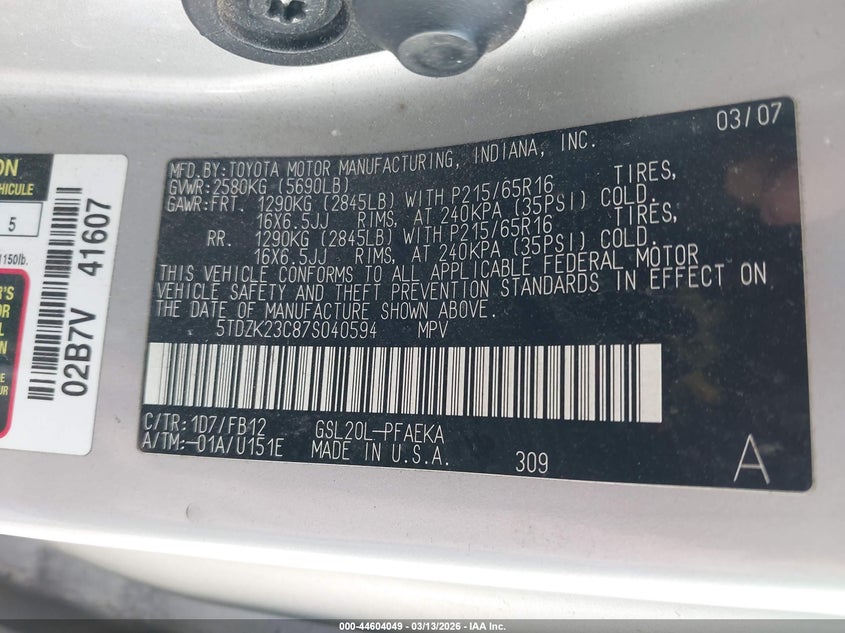 03/07
MFD.BY:TOYOTA MOTOR MANUFACTURING, INDIANA, INC.
GVWR:2580KG (5690LB)
GAWR:FRT. 1290KG (2845LB) WITH P215/65R16 TIRES,
16X6.5JJ RIMS, AT 240KPA (35PSI) COLD.
RR. 1290KG (2845LB) WITH P215/65R16 TIRES,
16X6.5JJ RIMS, AT 240KPA (35PSI) COLD.
THIS VEHICLE CONFORMS TO ALL APPLICABLE FEDERAL MOTOR
VEHICLE SAFETY AND THEFT PREVENTION STANDARDS IN EFFECT ON
THE DATE OF MANUFACTURE SHOWN ABOVE.
5TDZK23C87S040594 MPV
C/TR:1D7/FB12 GSL20L-PFAEKA
A/TM:-01A/U151E MADE IN U.S.A. 309
A
ON
VEHICULE
5
1150lb.
02B7V 41607
000-44604049 | 03/13/2026 | IAA Inc.